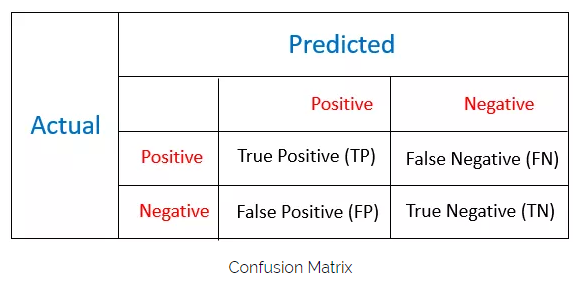 Predicted
Actual
Positive Negative
Positive True Positive (TP) False Negative (FN)
Negative False Positive (FP) True Negative (TN)
Confusion Matrix